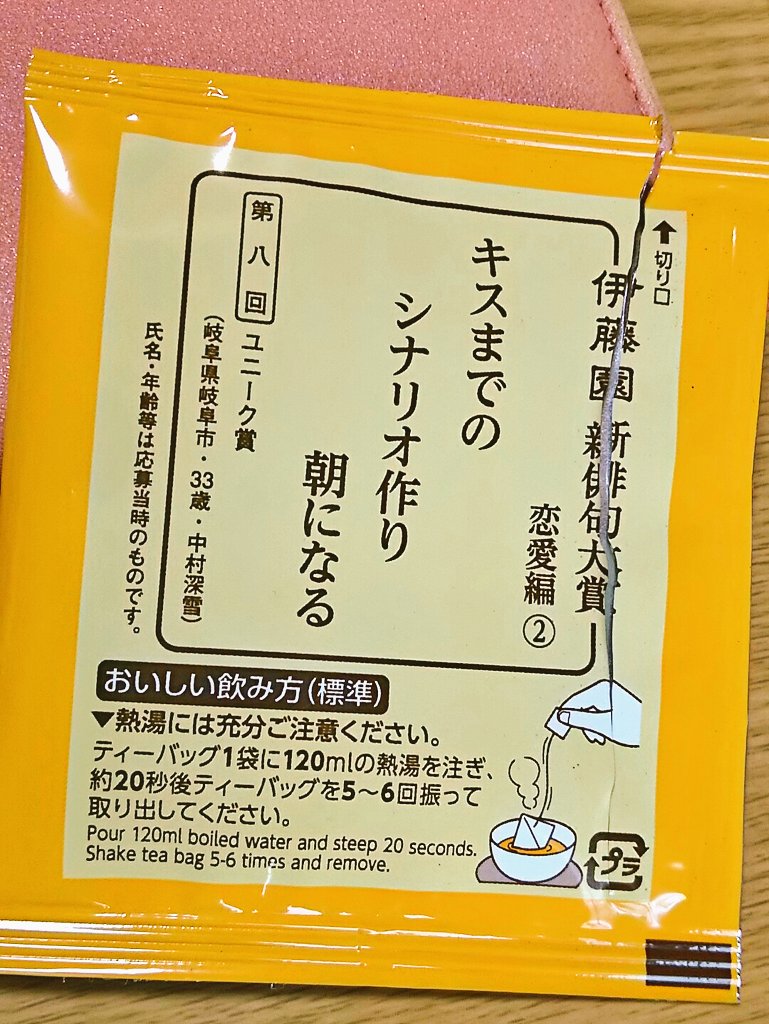 切り口
伊藤園 新俳句大賞
恋愛編②
キスまでの
シナリオ作り
朝になる
第八回 ユニーク賞
(岐阜県岐阜市・33歳・中村深雪)
氏名・年齢等は応募当時のものです。
おいしい飲み方(標準)
▼熱湯には充分ご注意ください。
ティーバッグ1袋に120mlの熱湯を注ぎ、
約20秒後ティーバッグを5〜6回振って
取り出してください。
Pour 120ml boiled water and steep 20 seconds.
Shake tea bag 5-6 times and remove.
プラ